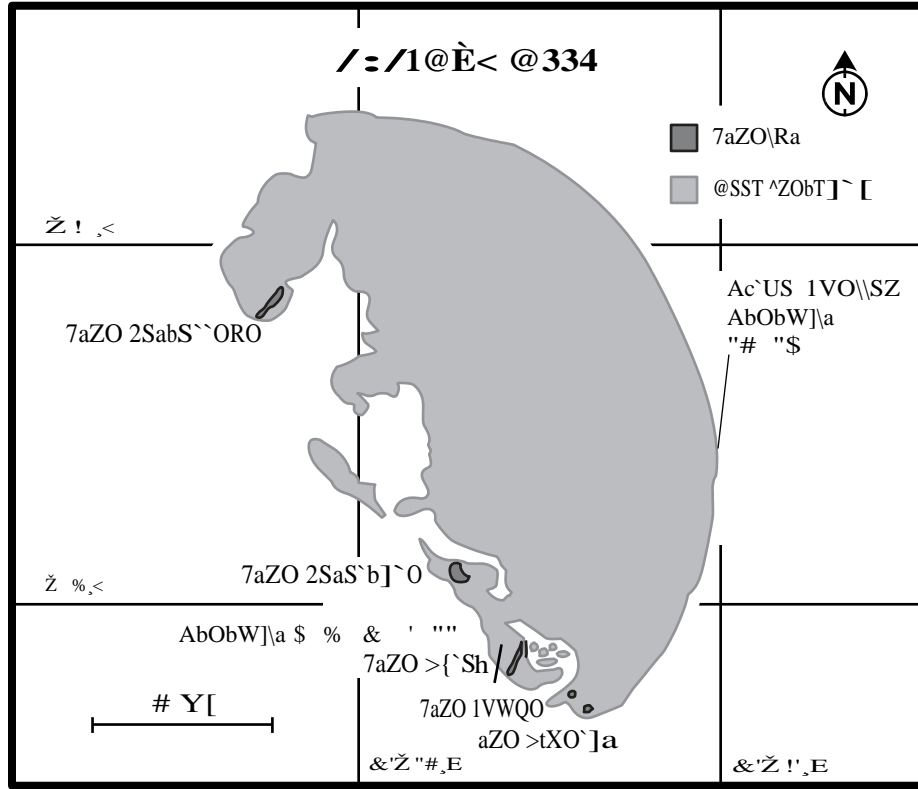 /:/1@È< @334
N
7aZO\Ra
@SST ^ZObT]`[
Ž ! ¸<
Ac`US 1VO\\SZ
AbObW]\a
"# "$
7aZO 2SabS``ORO
7aZO 2SaS`b]`O
Ž %¸<
AbObW]\a $ % & ' ""
7aZO >{`Sh
7aZO 1VWQO
aZO >tXO`]a
# Y[
&'Ž "#¸E
&'Ž !'¸E